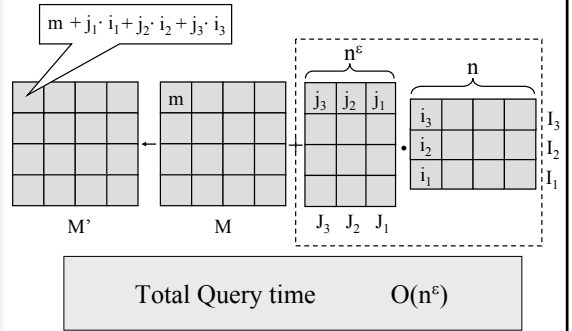 m + j₁· i₁+ j₂· i₂+ j₃· i₃
nᵋ
n
m
j₃ j₂ j₁
i₃ I₃
← + · i₂ I₂
i₁ I₁
M’ M J₃ J₂ J₁
Total Query time O(nᵋ)